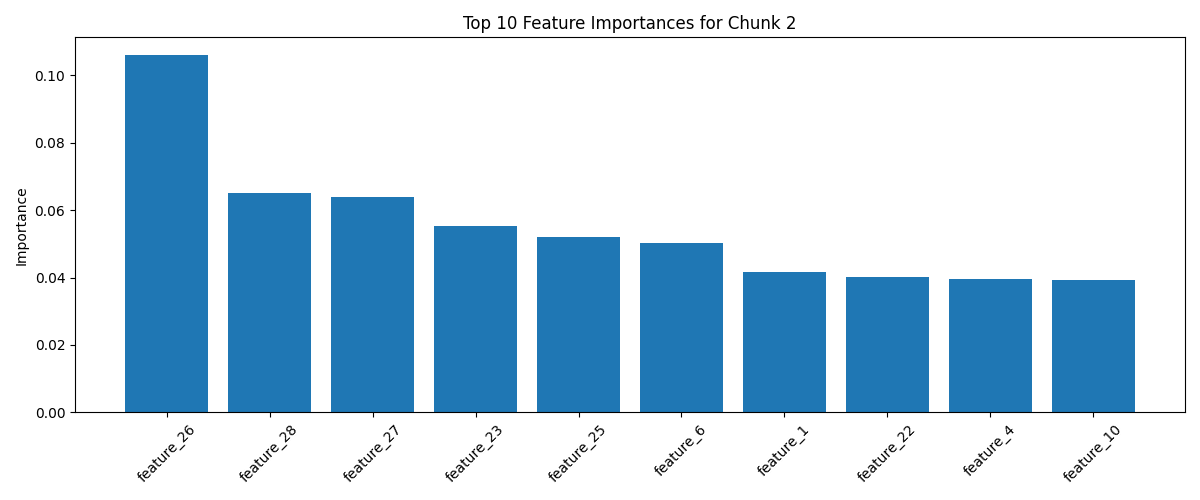 Top 10 Feature Importances for Chunk 2
Importance
0.10
0.08
0.06
0.04
0.02
0.00
feature_26
feature_28
feature_27
feature_23
feature_25
feature_6
feature_1
feature_22
feature_4
feature_10